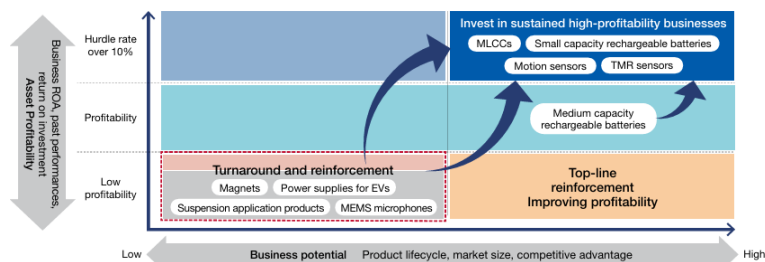 Business ROA, past performances,
return on investment
Asset Profitability
Hurdle rate
over 10%
Profitability
Low
profitability
Invest in sustained high-profitability businesses
MLCCs
Small capacity rechargeable batteries
Motion sensors
TMR sensors
Medium capacity
rechargeable batteries
Turnaround and reinforcement
Magnets
Power supplies for EVs
Suspension application products
MEMS microphones
Top-line
reinforcement
Improving profitability
Low
Business potential Product lifecycle, market size, competitive advantage
High